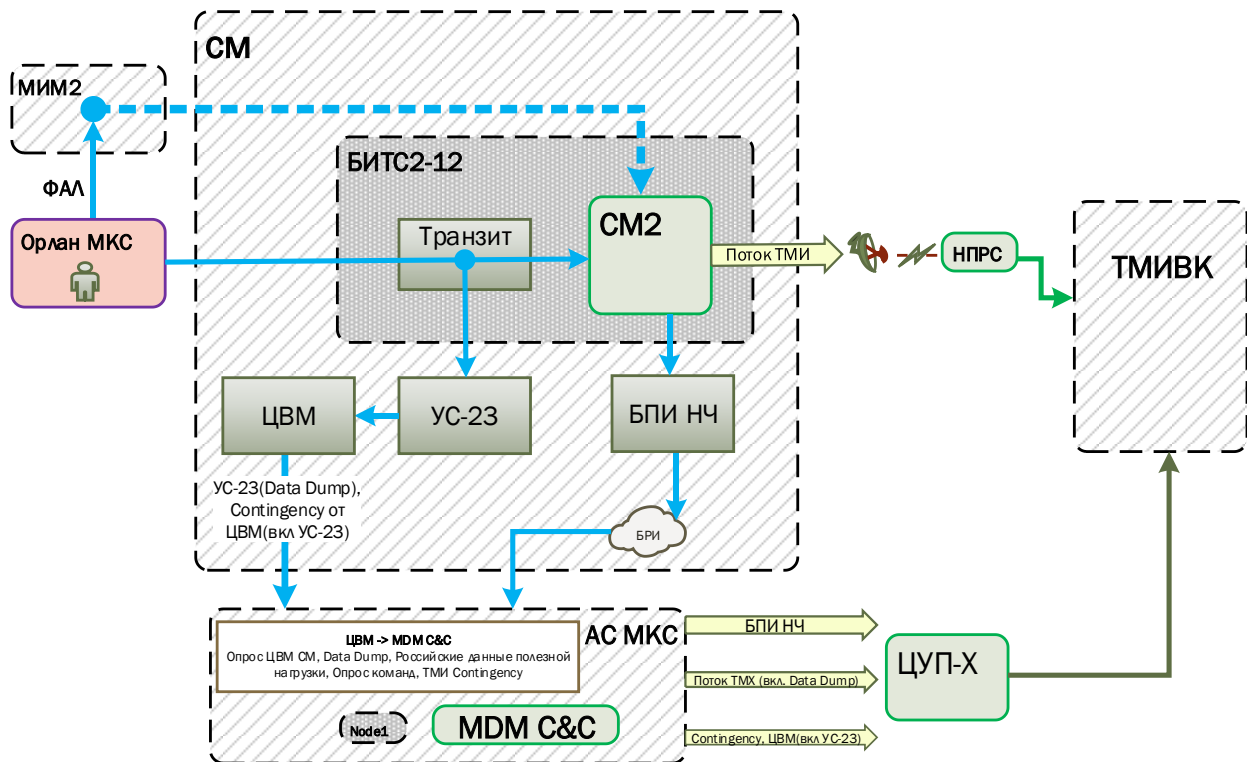 СМ
МИМ2
БИТС2-12
ФАЛ
Орлан МКС
Транзит
СМ2
Поток ТМИ
НПРС
ТМИВК
ЦВМ
УС-23
БПИ НЧ
УС-23(Data Dump),
Contingency от
ЦВМ(вкл УС-23)
БРИ
АС МКС
ЦВМ -> MDM C&C
Опрос ЦВМ СМ, Data Dump, Российские данные полезной
нагрузки, Опрос команд, ТМИ Contingency
Node1
MDM C&C
БПИ НЧ
Поток ТМХ (вкл. Data Dump)
Contingency, ЦВМ(вкл УС-23)
ЦУП-Х